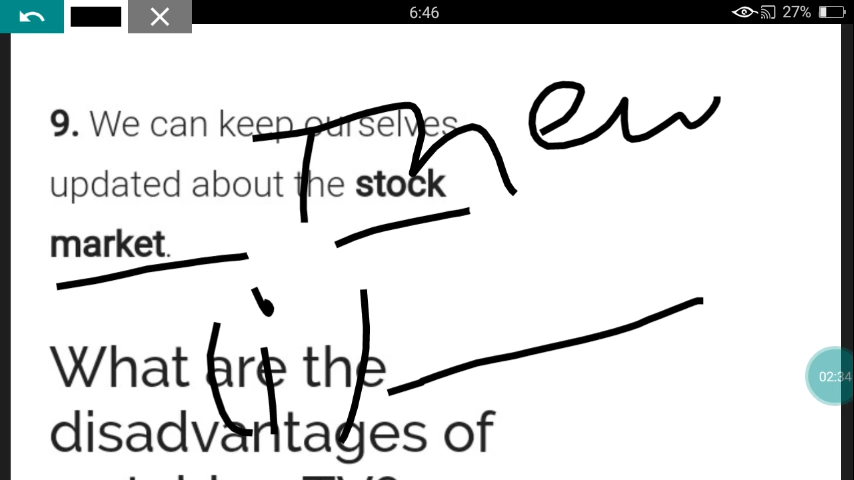 6:46
27%
9. We can keep ourselves
updated about the stock
market.
(i)
What are the
disadvantages of
02:34